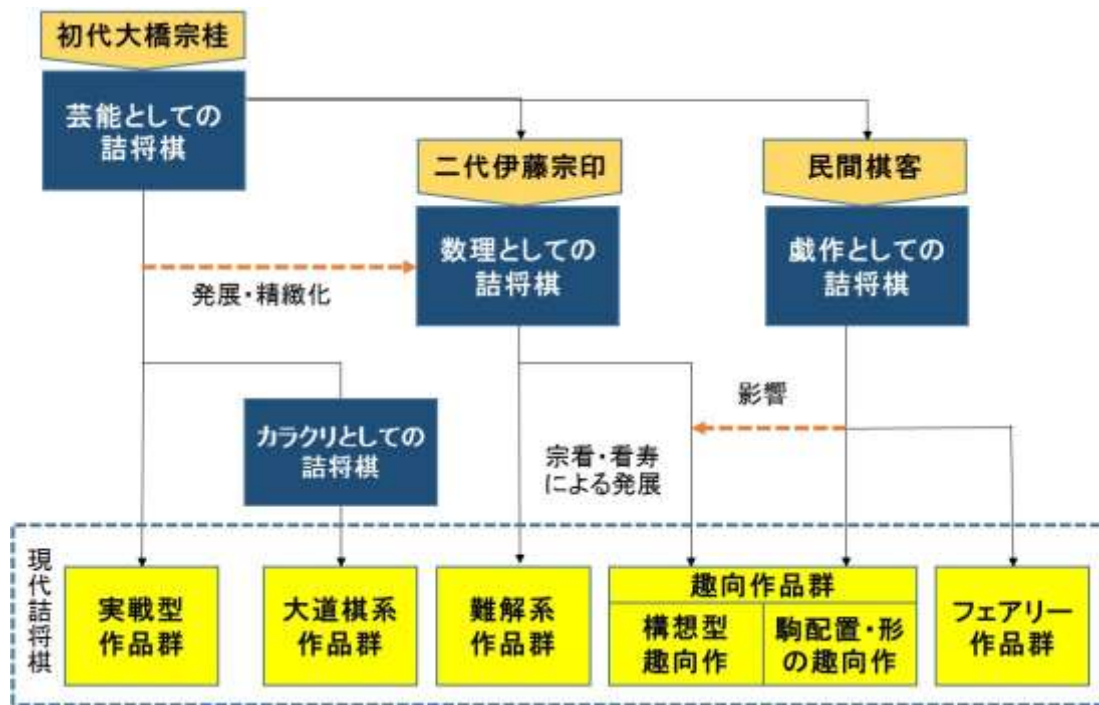 初代大橋宗桂
芸能としての
詰将棋
二代伊藤宗印
民間棋客
数理としての
詰将棋
戯作としての
詰将棋
発展・精緻化
影響
カラクリとしての
詰将棋
宗看・看寿
による発展
現代詰将棋
実戦型
作品群
大道棋系
作品群
難解系
作品群
趣向作品群
構想型
趣向作
駒配置・形
の趣向作
フェアリー
作品群